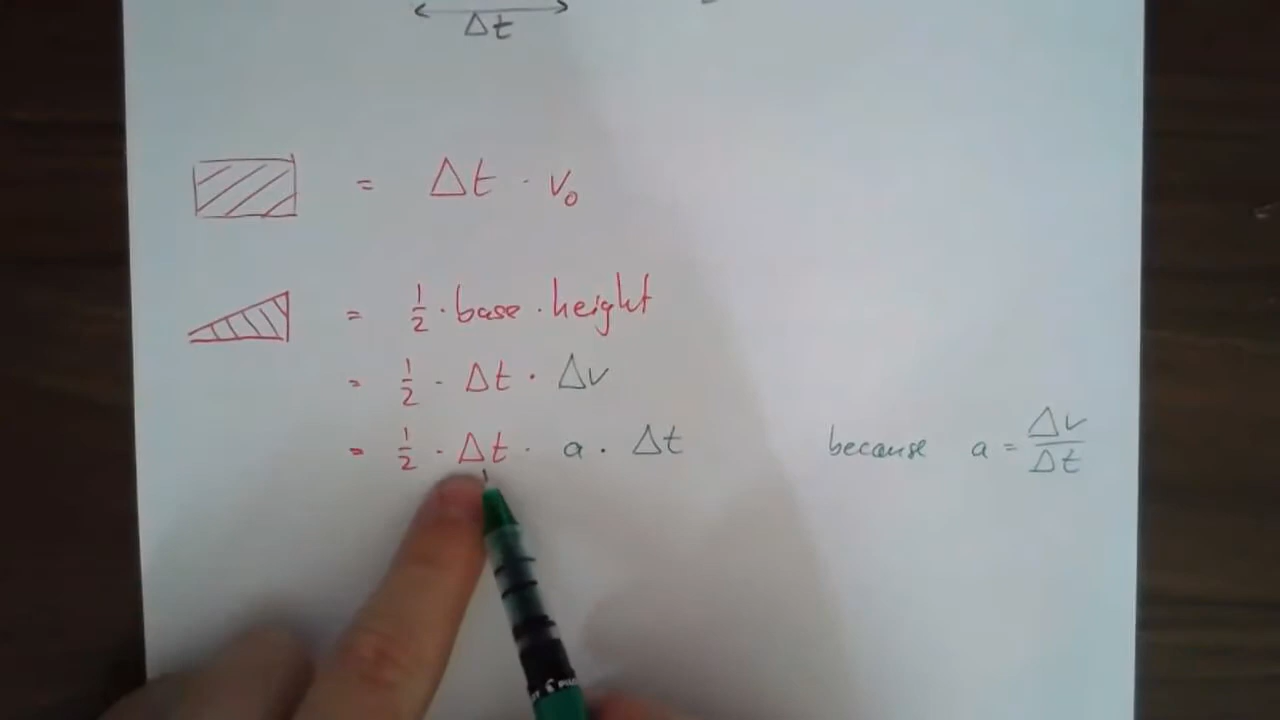 Δt
= Δt · v₀
= 1/2 · base · height
= 1/2 · Δt · Δv
= 1/2 · Δt · a · Δt because a = Δv/Δt